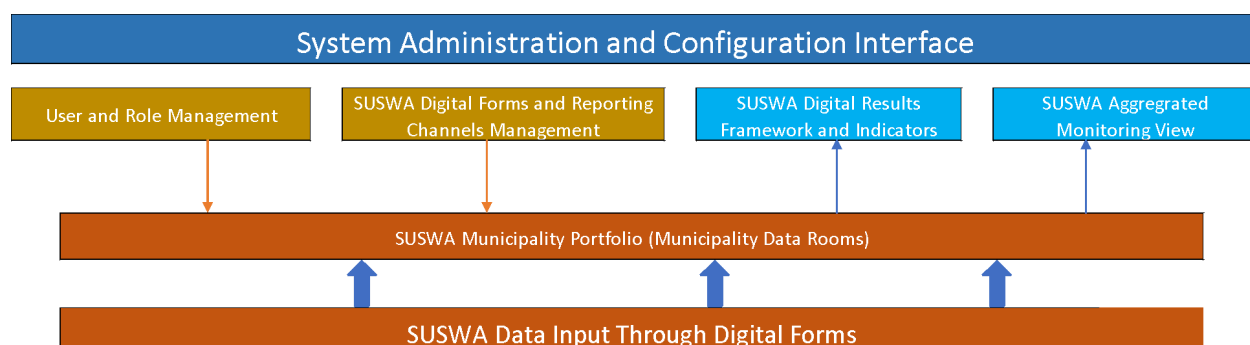 System Administration and Configuration Interface
User and Role Management
SUSWA Digital Forms and Reporting
Channels Management
SUSWA Digital Results
Framework and Indicators
SUSWA Aggregrated
Monitoring View
SUSWA Municipality Portfolio (Municipality Data Rooms)
SUSWA Data Input Through Digital Forms